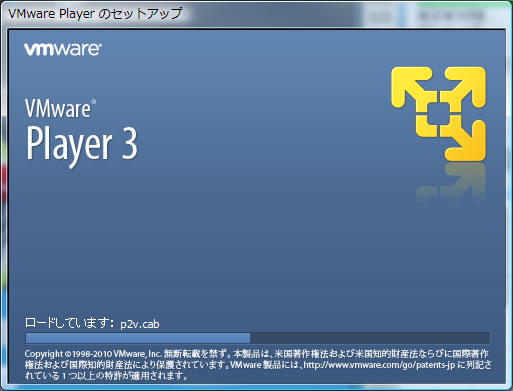 VMware Player のセットアップ
vmware®
VMware®
Player 3
ロードしています: p2v.cab
Copyright © 1998-2010 VMware, Inc. 無断転載を禁ず。本製品は、米国著作権法および米国知的財産法ならびに国際著作
権法および国際知的財産法により保護されています。VMware 製品には、http://www.vmware.com/go/patents-jp に列記さ
れている 1 つ以上の特許が適用されます。